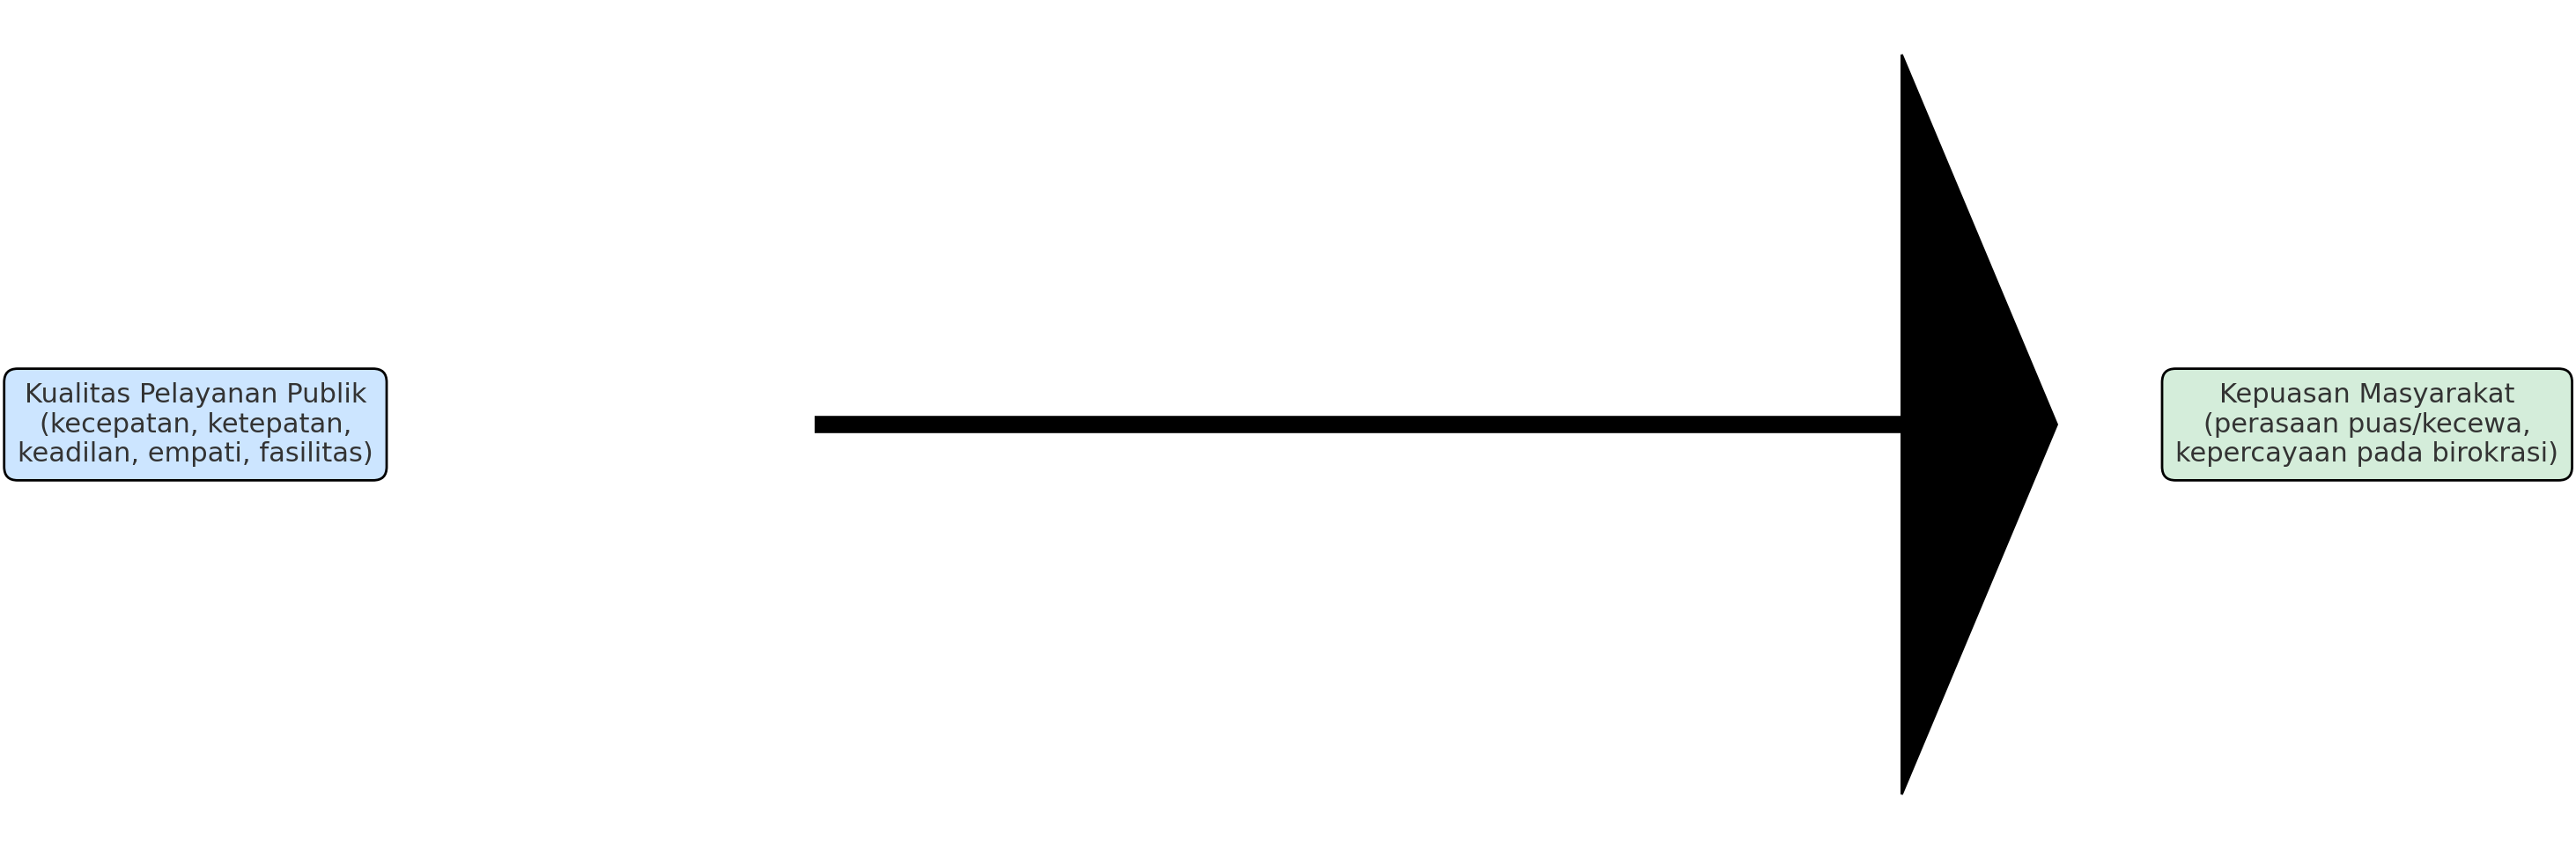 Kualitas Pelayanan Publik
(kecepatan, ketepatan,
keadilan, empati, fasilitas)
Kepuasan Masyarakat
(perasaan puas/kecewa,
kepercayaan pada birokrasi)